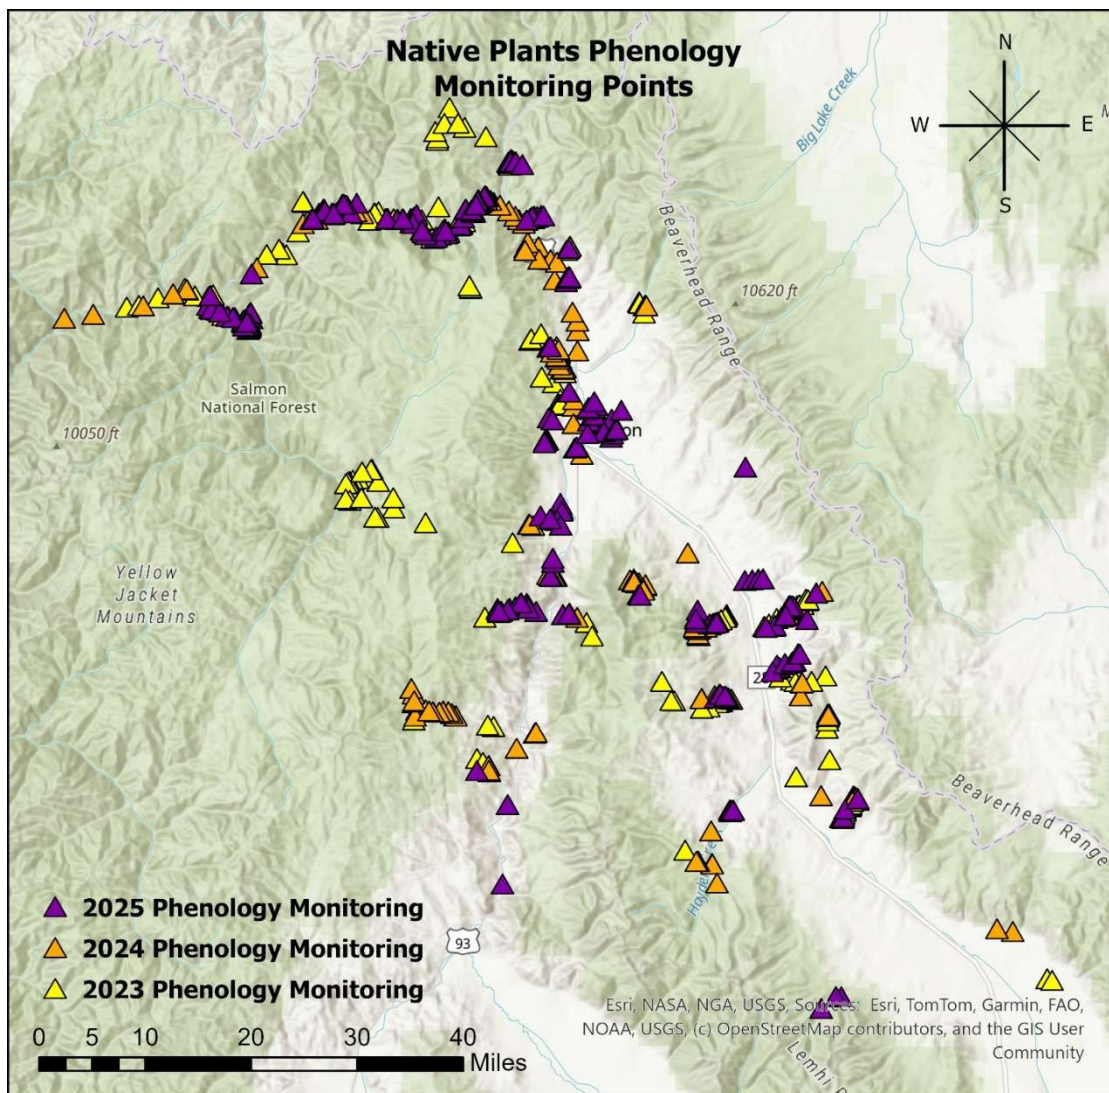 Native Plants Phenology
Monitoring Points
N
W
E
S
Big Lake Creek
Beaverhead Range
10620 ft
Salmon
National Forest
10050 ft
Yellow
Jacket
Mountains
Beaverhead Range
2025 Phenology Monitoring
2024 Phenology Monitoring
2023 Phenology Monitoring
93
0 5 10 20 30 40
Miles
Esri, NASA, NGA, USGS, Sources: Esri, TomTom, Garmin, FAO,
NOAA, USGS, (c) OpenStreetMap contributors, and the GIS User
Community
Lemhi